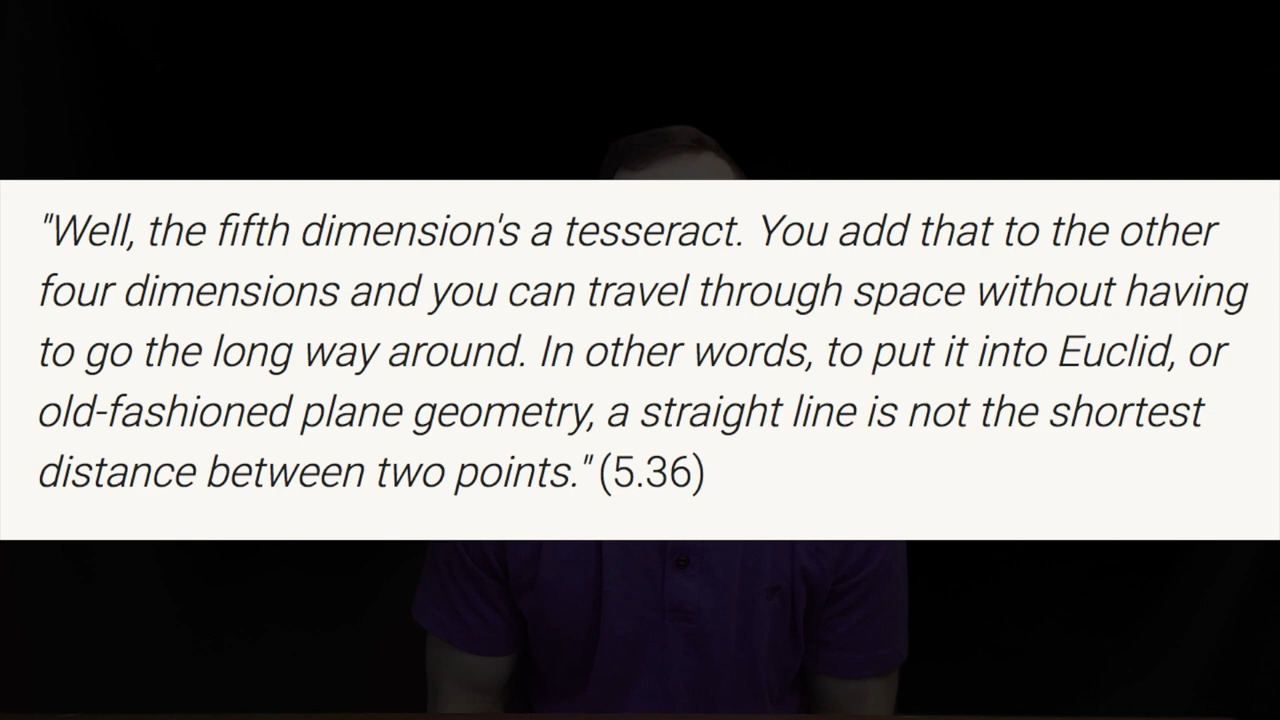 "Well, the fifth dimension's a tesseract. You add that to the other
four dimensions and you can travel through space without having
to go the long way around. In other words, to put it into Euclid, or
old-fashioned plane geometry, a straight line is not the shortest
distance between two points." (5.36)